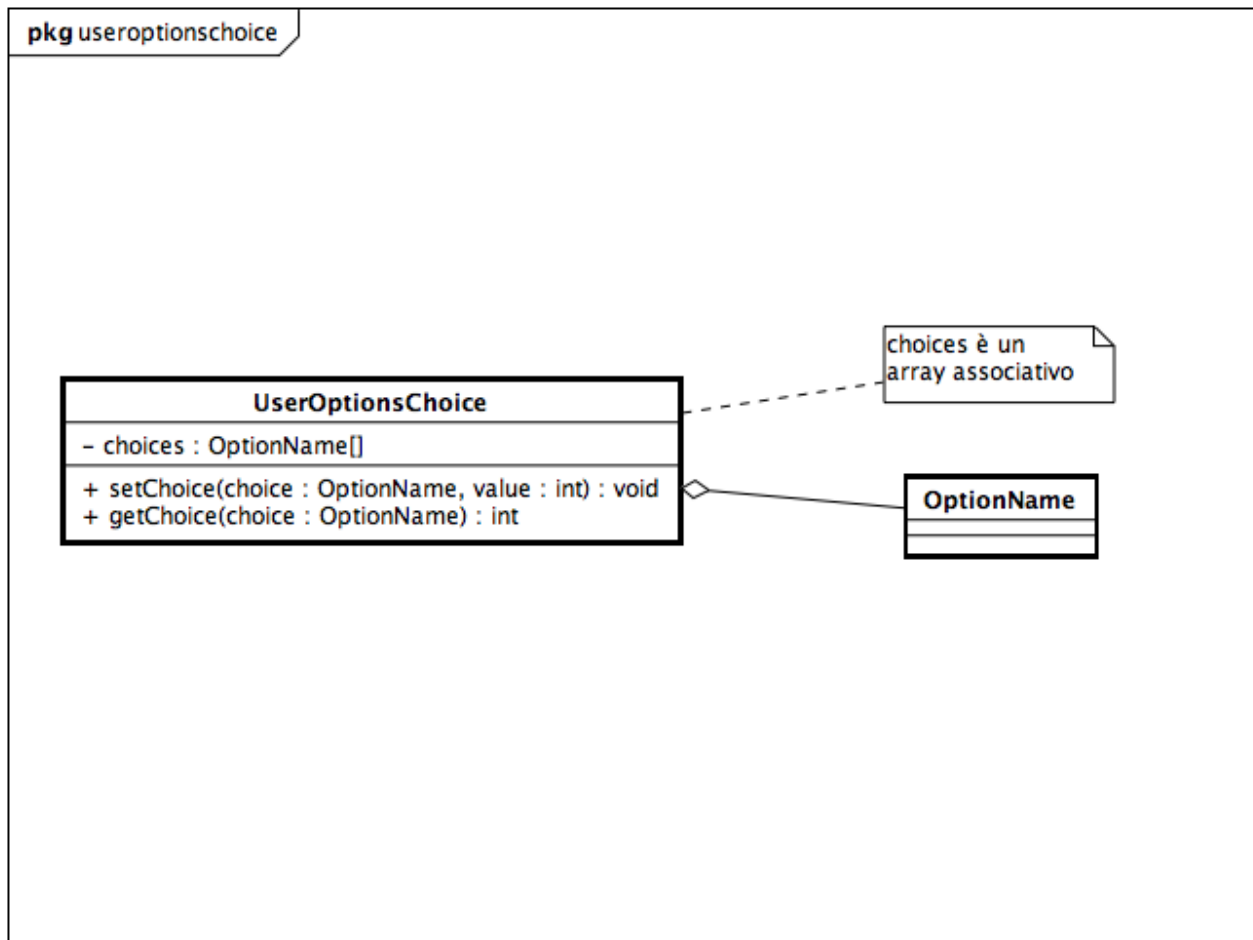 pkg useroptionschoice
choices è un
array associativo
UserOptionsChoice
– choices : OptionName[]
+ setChoice(choice : OptionName, value : int) : void
+ getChoice(choice : OptionName) : int
OptionName